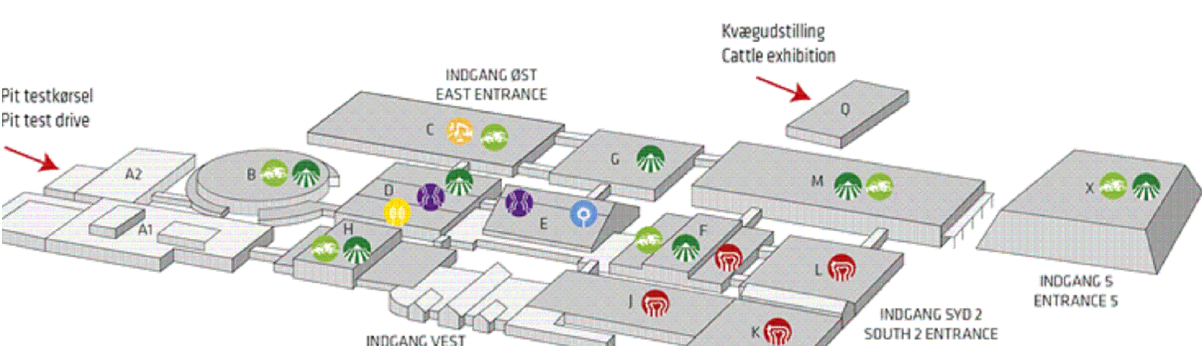 Kvægudstilling
Cattle exhibition
INDGANG ØST
EAST ENTRANCE
Pit testkørsel
Pit test drive
Q
C
G
A2
B
D
M
X
A1
H
E
F
L
J
K
INDGANG 5
ENTRANCE 5
INDGANG SYD 2
SOUTH 2 ENTRANCE
INDGANG VEST